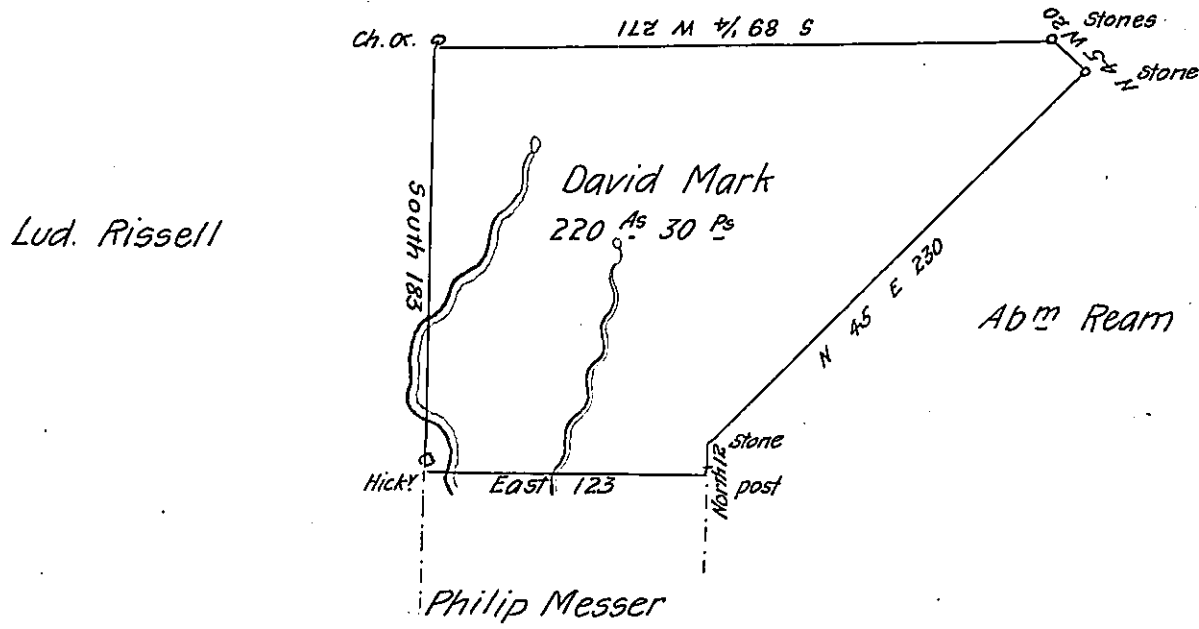 Ch. o.
S 89 1/4 W 271
Stones
N 45 W 20
Stone
David Mark
220 As 30 Ps
South 183
Lud. Rissell
N 45 E 230
Abm Ream
Stone
North 12
post
Hicky
East 123
Philip Messer